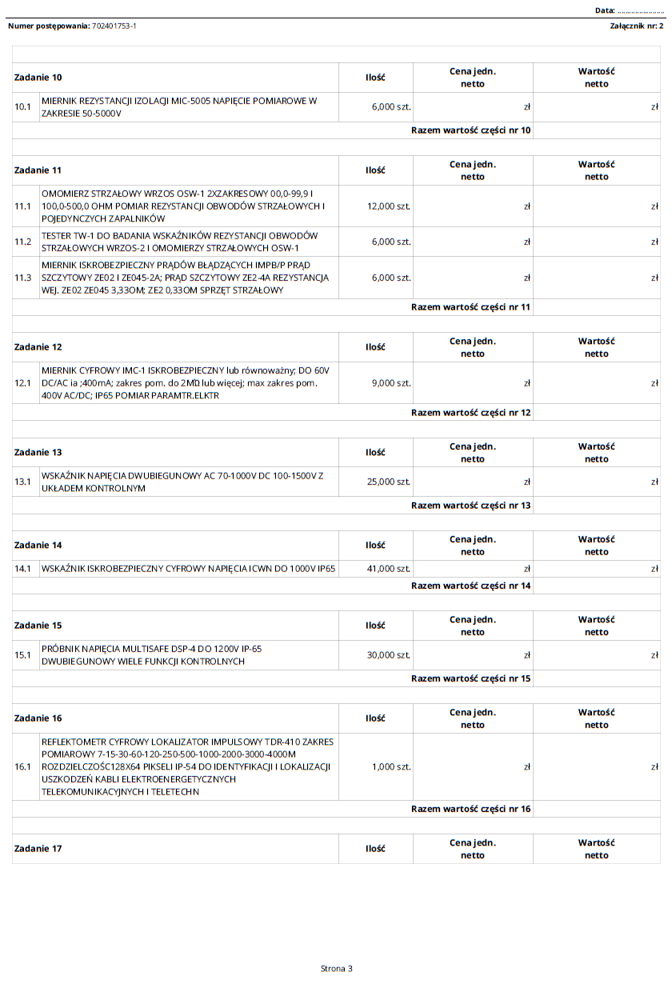 Data: ........................
Numer postępowania: 702401753-1 Załącznik nr: 2
Zadanie 10 Ilość Cena jedn. netto Wartość netto
10.1 MIERNIK REZYSTANCJI IZOLACJI MIC-5005 NAPIĘCIE POMIAROWE W
ZAKRESIE 50-5000V 6,000 szt. zł zł
Razem wartość części nr 10
Zadanie 11 Ilość Cena jedn. netto Wartość netto
11.1 OMOMIERZ STRZAŁOWY WRZOS OSW-1 2XZAKRESOWY 00,0-99,9 I
100,0-500,0 OHM POMIAR REZYSTANCJI OBWODÓW STRZAŁOWYCH I
POJEDYNCZYCH ZAPALNIKÓW 12,000 szt. zł zł
11.2 TESTER TW-1 DO BADANIA WSKAŹNIKÓW REZYSTANCJI OBWODÓW
STRZAŁOWYCH WRZOS-2 I OMOMIERZY STRZAŁOWYCH OSW-1 6,000 szt. zł zł
11.3 MIERNIK ISKROBEZPIECZNY PRĄDÓW BŁĄDZĄCYCH IMPB/P PRĄD
SZCZYTOWY ZE02 I ZE045-2A; PRĄD SZCZYTOWY ZE2-4A REZYSTANCJA
WEJ. ZE02 ZE045 3,33OM; ZE2 0,33OM SPRZĘT STRZAŁOWY 6,000 szt. zł zł
Razem wartość części nr 11
Zadanie 12 Ilość Cena jedn. netto Wartość netto
12.1 MIERNIK CYFROWY IMC-1 ISKROBEZPIECZNY lub równoważny; DO 60V
DC/AC ia ;400mA; zakres pom. do 2MΩ lub więcej; max zakres pom.
400V AC/DC; IP65 POMIAR PARAMTR.ELKTR 9,000 szt. zł zł
Razem wartość części nr 12
Zadanie 13 Ilość Cena jedn. netto Wartość netto
13.1 WSKAŹNIK NAPIĘCIA DWUBIEGUNOWY AC 70-1000V DC 100-1500V Z
UKŁADEM KONTROLNYM 25,000 szt. zł zł
Razem wartość części nr 13
Zadanie 14 Ilość Cena jedn. netto Wartość netto
14.1 WSKAŹNIK ISKROBEZPIECZNY CYFROWY NAPIĘCIA ICWN DO 1000V IP65 41,000 szt. zł zł
Razem wartość części nr 14
Zadanie 15 Ilość Cena jedn. netto Wartość netto
15.1 PRÓBNIK NAPIĘCIA MULTISAFE DSP-4 DO 1200V IP-65
DWUBIEGUNOWY WIELE FUNKCJI KONTROLNYCH 30,000 szt. zł zł
Razem wartość części nr 15
Zadanie 16 Ilość Cena jedn. netto Wartość netto
16.1 REFLEKTOMETR CYFROWY LOKALIZATOR IMPULSOWY TDR-410 ZAKRES
POMIAROWY 7-15-30-60-120-250-500-1000-2000-3000-4000M
ROZDZIELCZOŚC128X64 PIKSELI IP-54 DO IDENTYFIKACJI I LOKALIZACJI
USZKODZEŃ KABLI ELEKTROENERGETYCZNYCH
TELEKOMUNIKACYJNYCH I TELETECHN 1,000 szt. zł zł
Razem wartość części nr 16
Zadanie 17 Ilość Cena jedn. netto Wartość netto
Strona 3